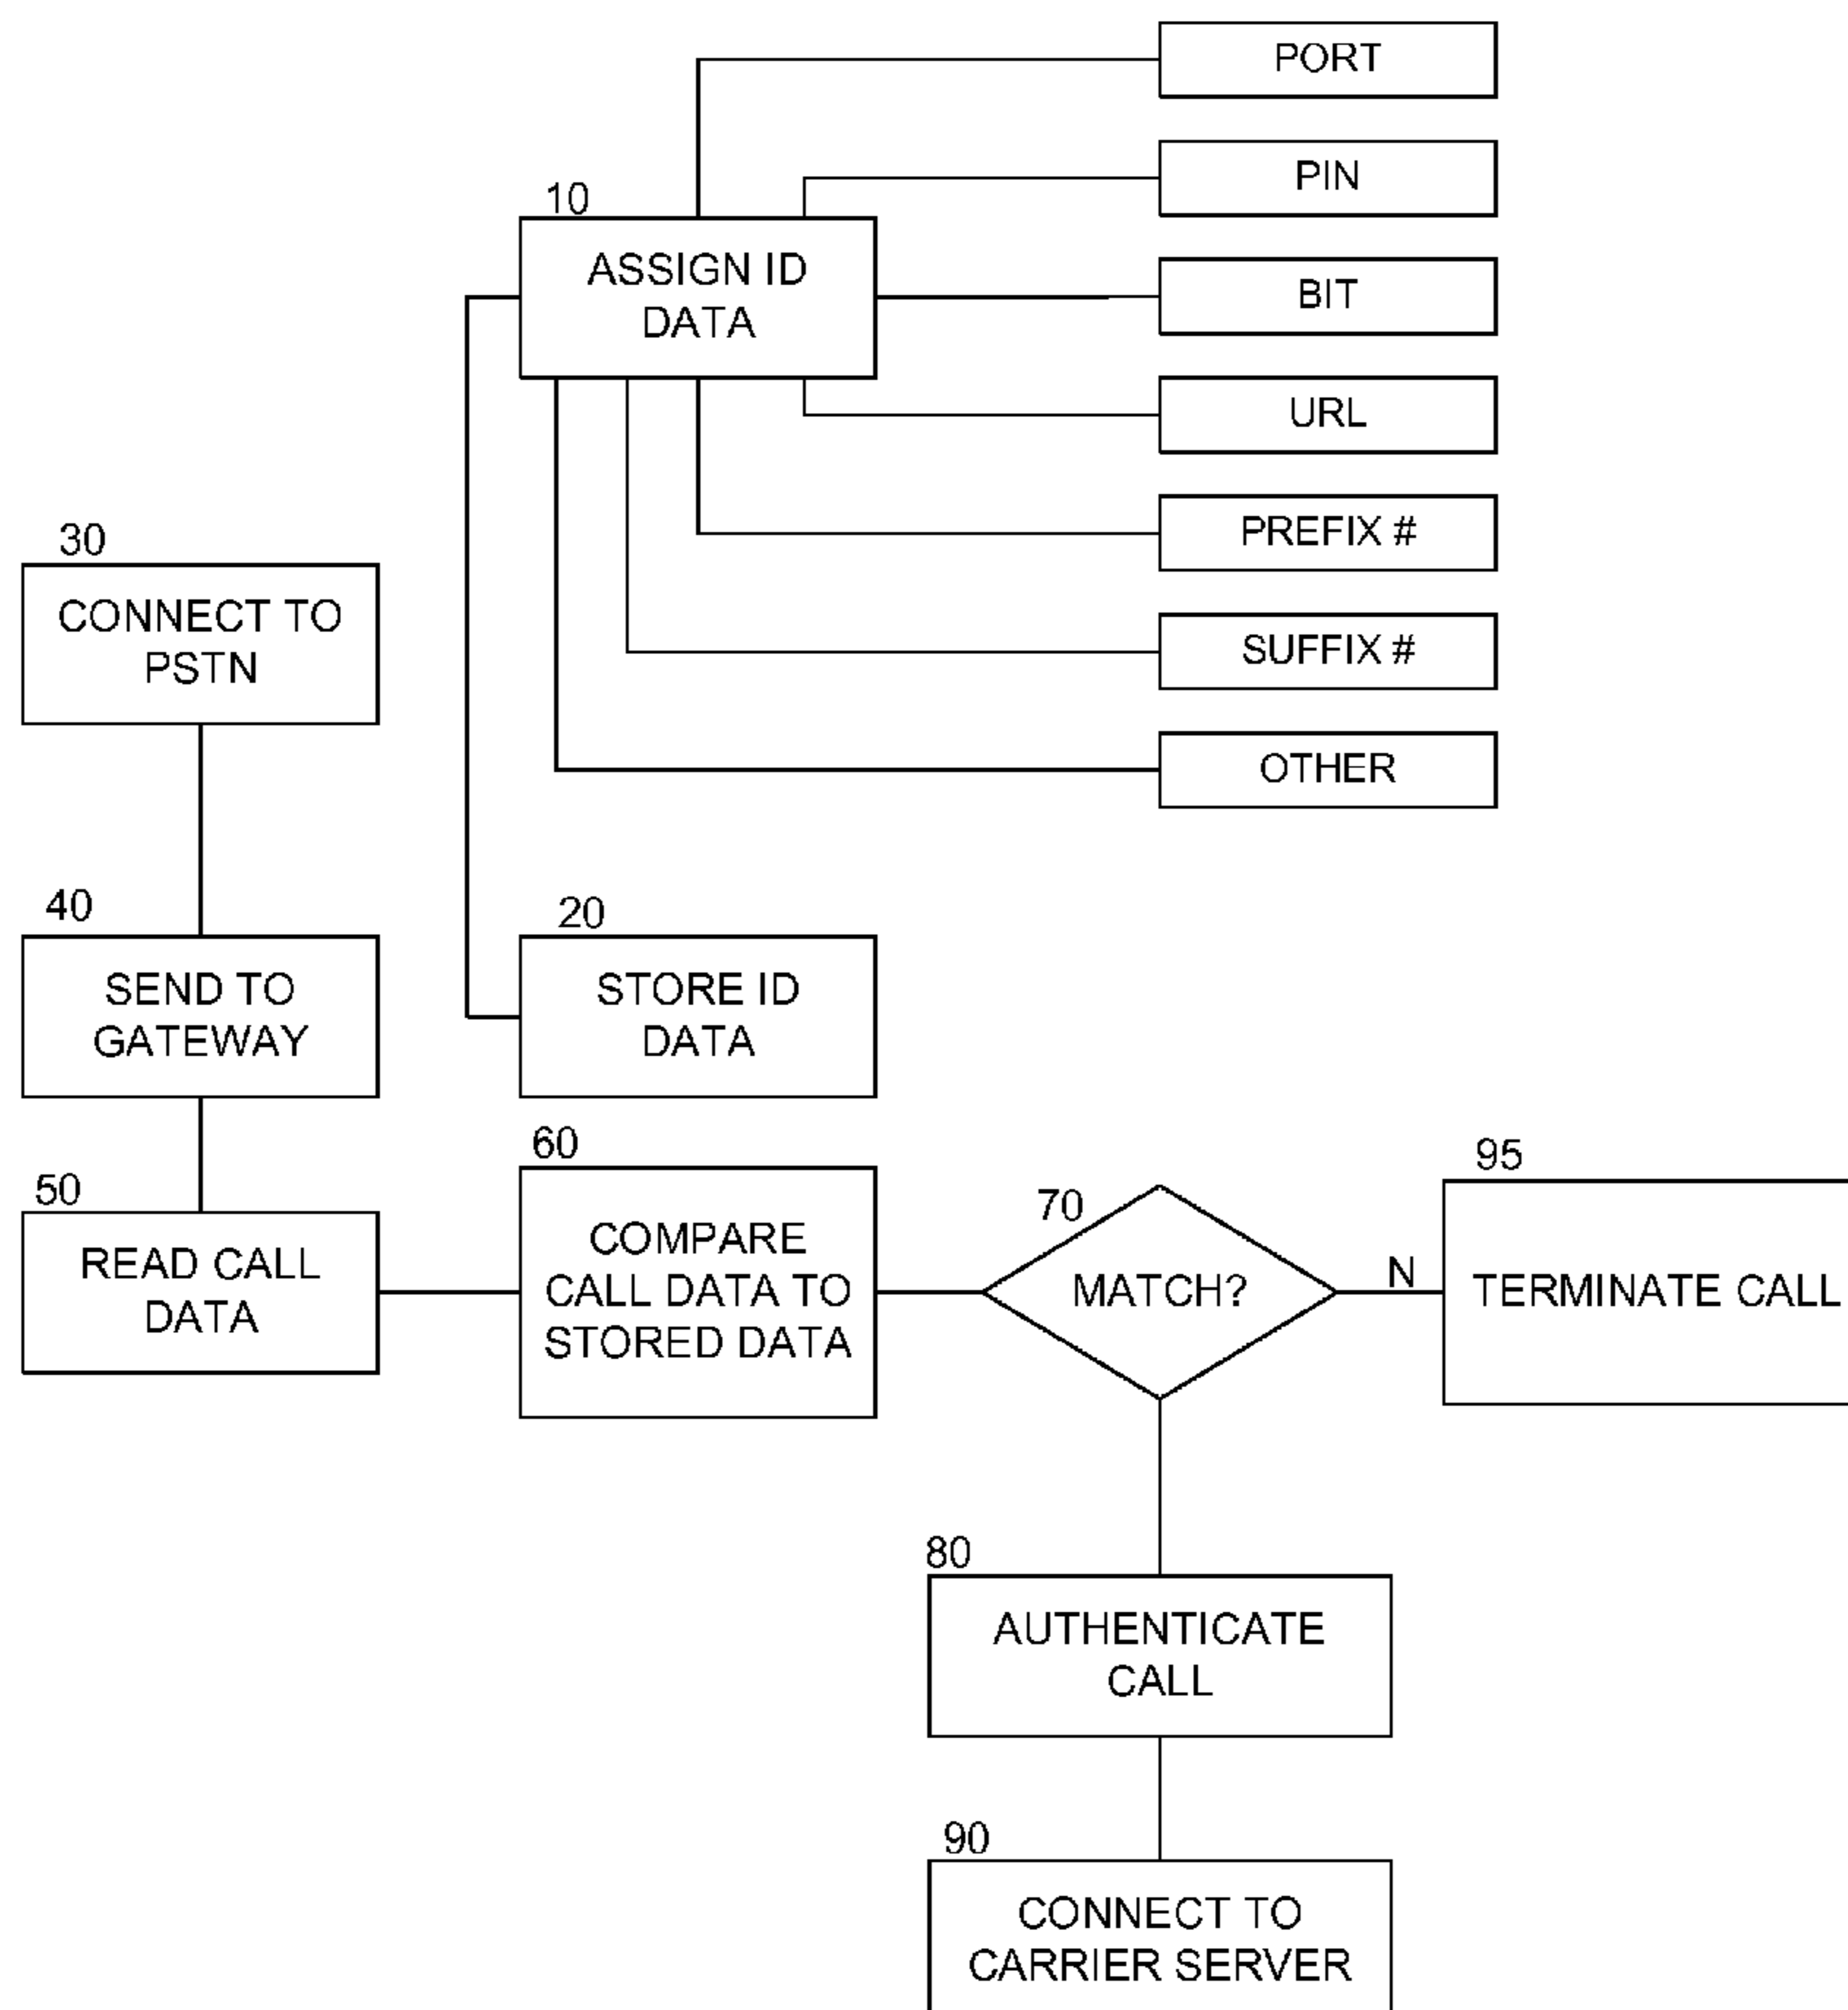 PORT
PIN
10
ASSIGN ID
DATA
BIT
URL
PREFIX #
30
CONNECT TO
PSTN
SUFFIX #
OTHER
40
SEND TO
GATEWAY
20
STORE ID
DATA
50
READ CALL
DATA
60
COMPARE
CALL DATA TO
STORED DATA
70
MATCH?
N
95
TERMINATE CALL
80
AUTHENTICATE
CALL
90
CONNECT TO
CARRIER SERVER